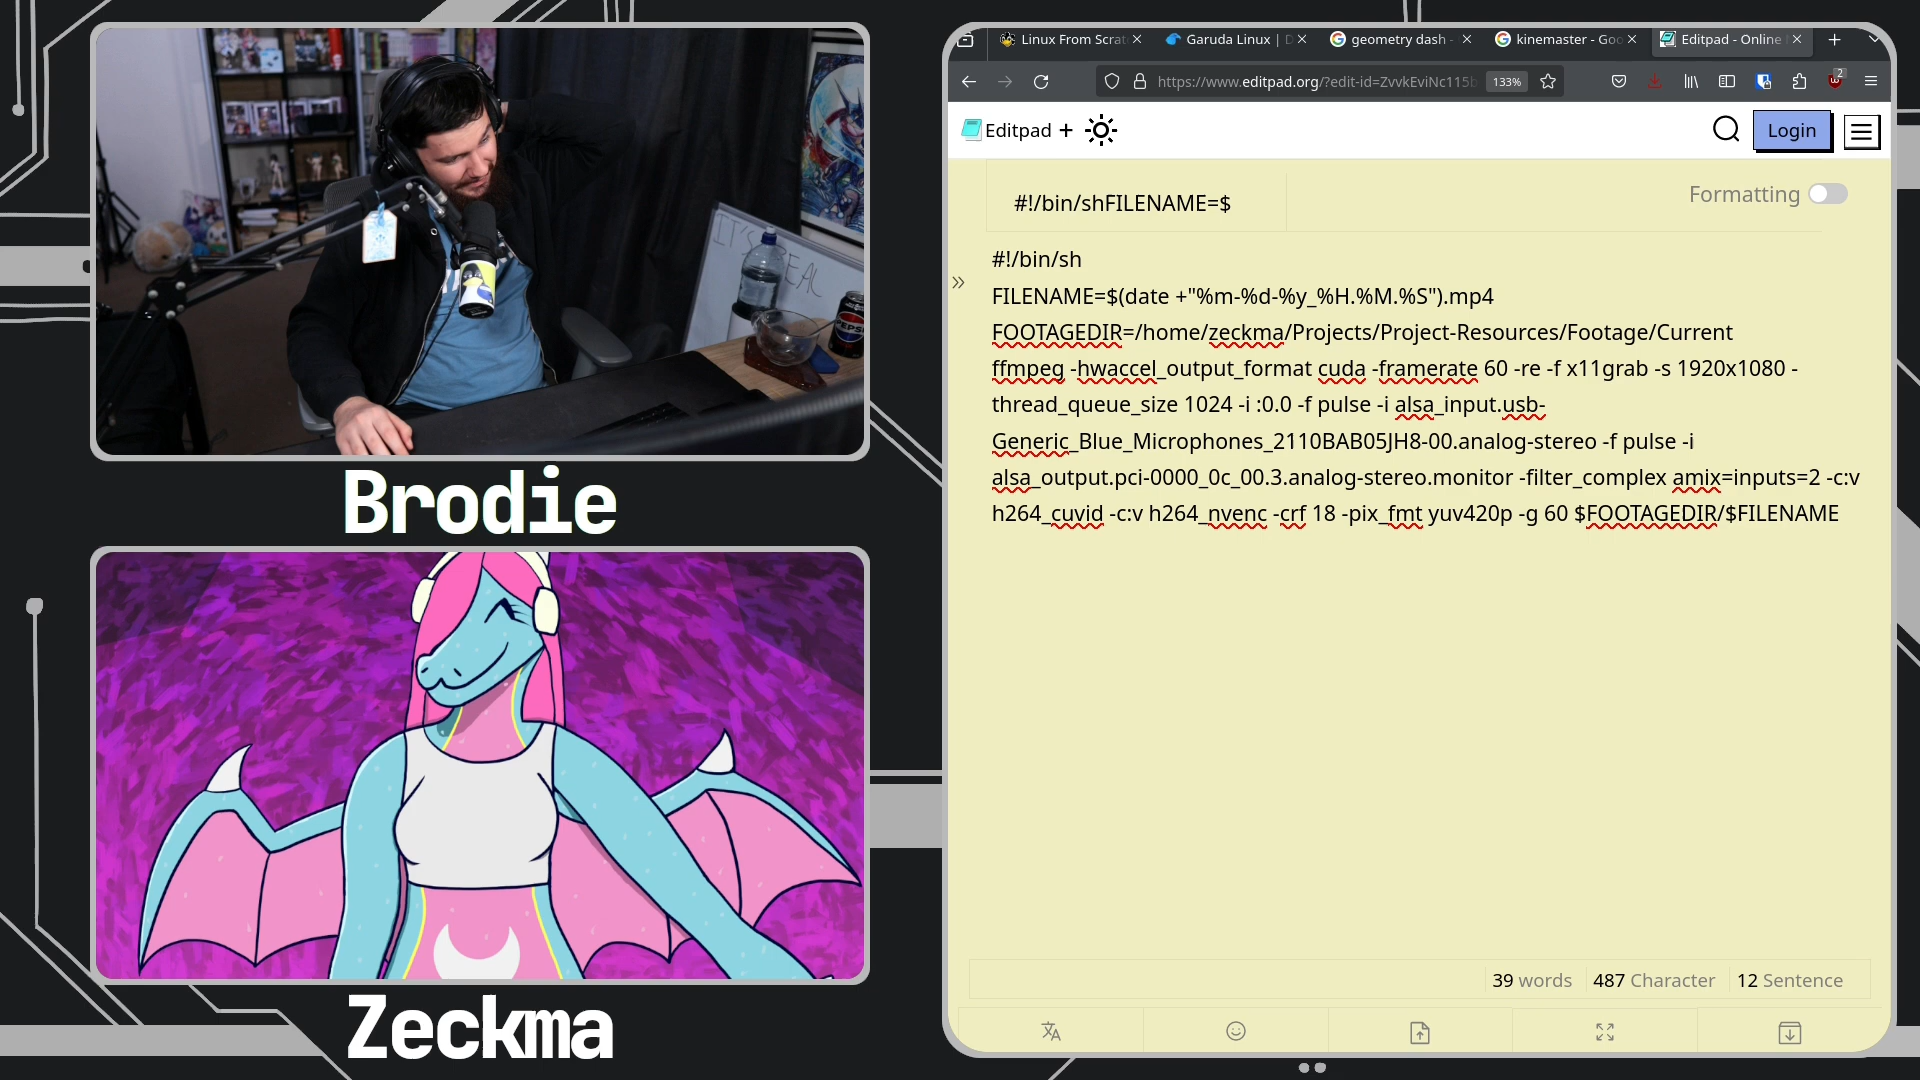 Linux From Scrat
Garuda Linux | D
geometry dash -
kinemaster - Goo
Editpad - Online
https://www.editpad.org/?edit-id=ZvvkEviNc115b
133%
2
Editpad +
Login
#!/bin/shFILENAME=$
Formatting
#!/bin/sh
FILENAME=$(date +"%m-%d-%y_%H.%M.%S").mp4
FOOTAGEDIR=/home/zeckma/Projects/Project-Resources/Footage/Current
ffmpeg -hwaccel_output_format cuda -framerate 60 -re -f x11grab -s 1920x1080 -
thread_queue_size 1024 -i :0.0 -f pulse -i alsa_input.usb-
Generic_Blue_Microphones_2110BAB05JH8-00.analog-stereo -f pulse -i
alsa_output.pci-0000_0c_00.3.analog-stereo.monitor -filter_complex amix=inputs=2 -c:v
h264_cuvid -c:v h264_nvenc -crf 18 -pix_fmt yuv420p -g 60 $FOOTAGEDIR/$FILENAME
39 words
487 Character
12 Sentence
IT'S
EAL
PEPSI
Brodie
Zeckma